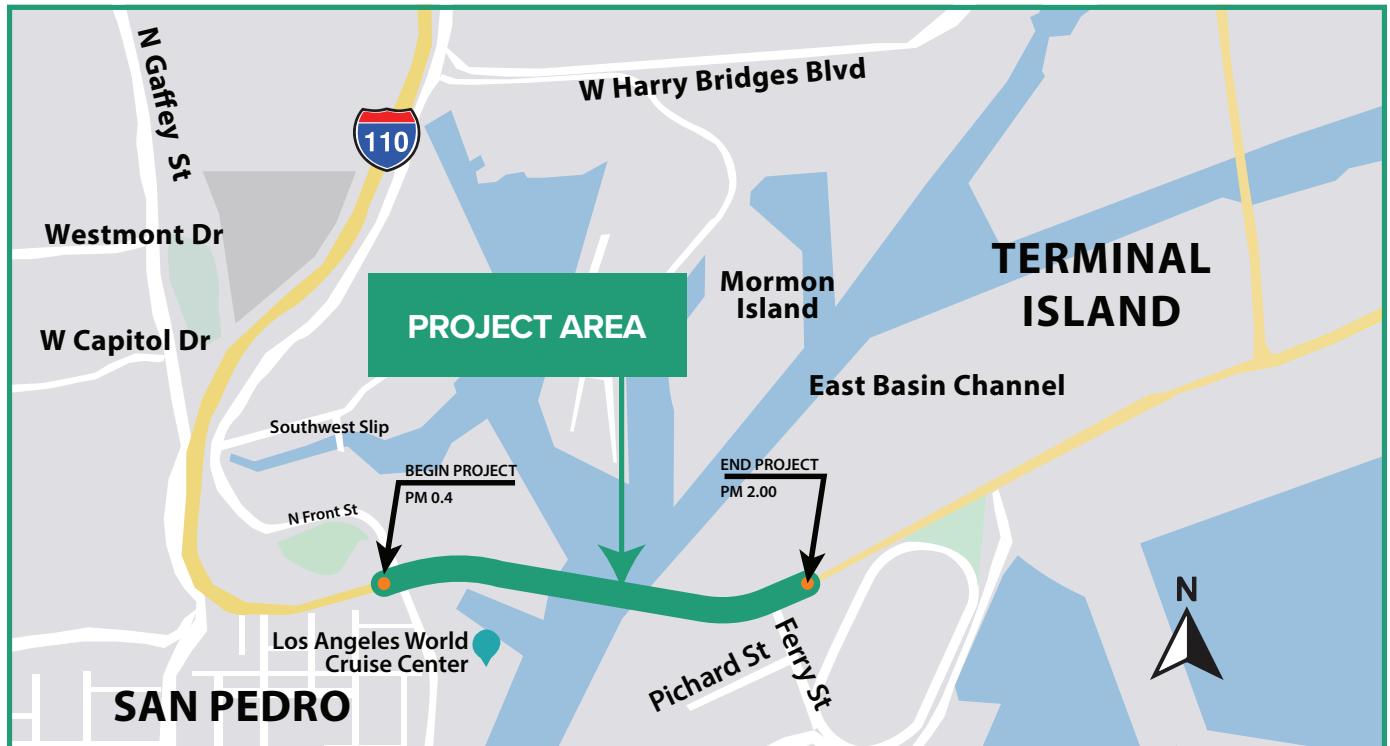 N Gaffey St
110
W Harry Bridges Blvd
Westmont Dr
W Capitol Dr
PROJECT AREA
Mormon
Island
TERMINAL
ISLAND
East Basin Channel
Southwest Slip
BEGIN PROJECT
PM 0.4
END PROJECT
PM 2.00
N Front St
Los Angeles World
Cruise Center
SAN PEDRO
Pichard St
Ferry St
N